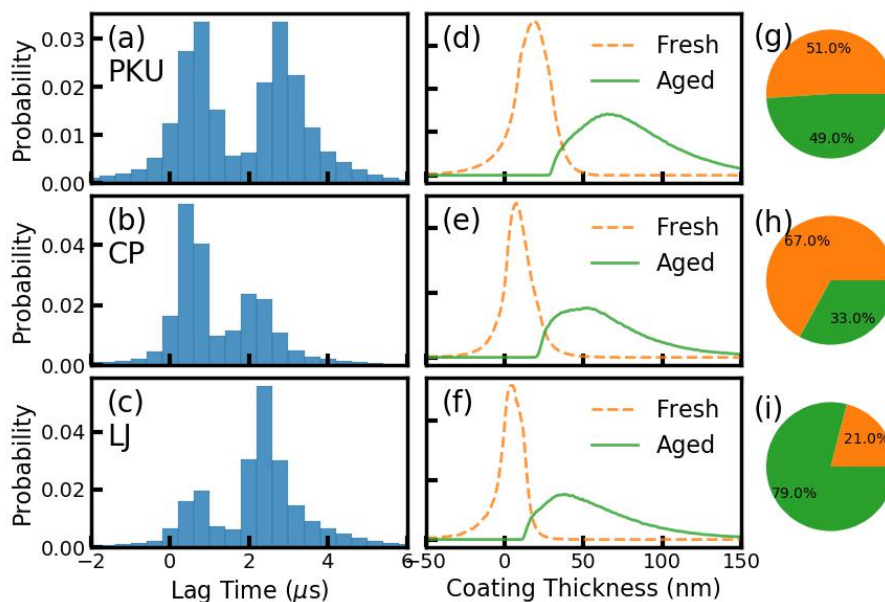 (a)
PKU
Probability
0.03
0.02
0.01
0.00
(d)
Fresh
Aged
(g)
51.0%
49.0%
(b)
CP
Probability
0.04
0.02
0.00
(e)
Fresh
Aged
(h)
67.0%
33.0%
(c)
LJ
Probability
0.04
0.02
0.00
(f)
Fresh
Aged
(i)
21.0%
79.0%
−2 0 2 4 6
Lag Time (μs)
−50 0 50 100 150
Coating Thickness (nm)